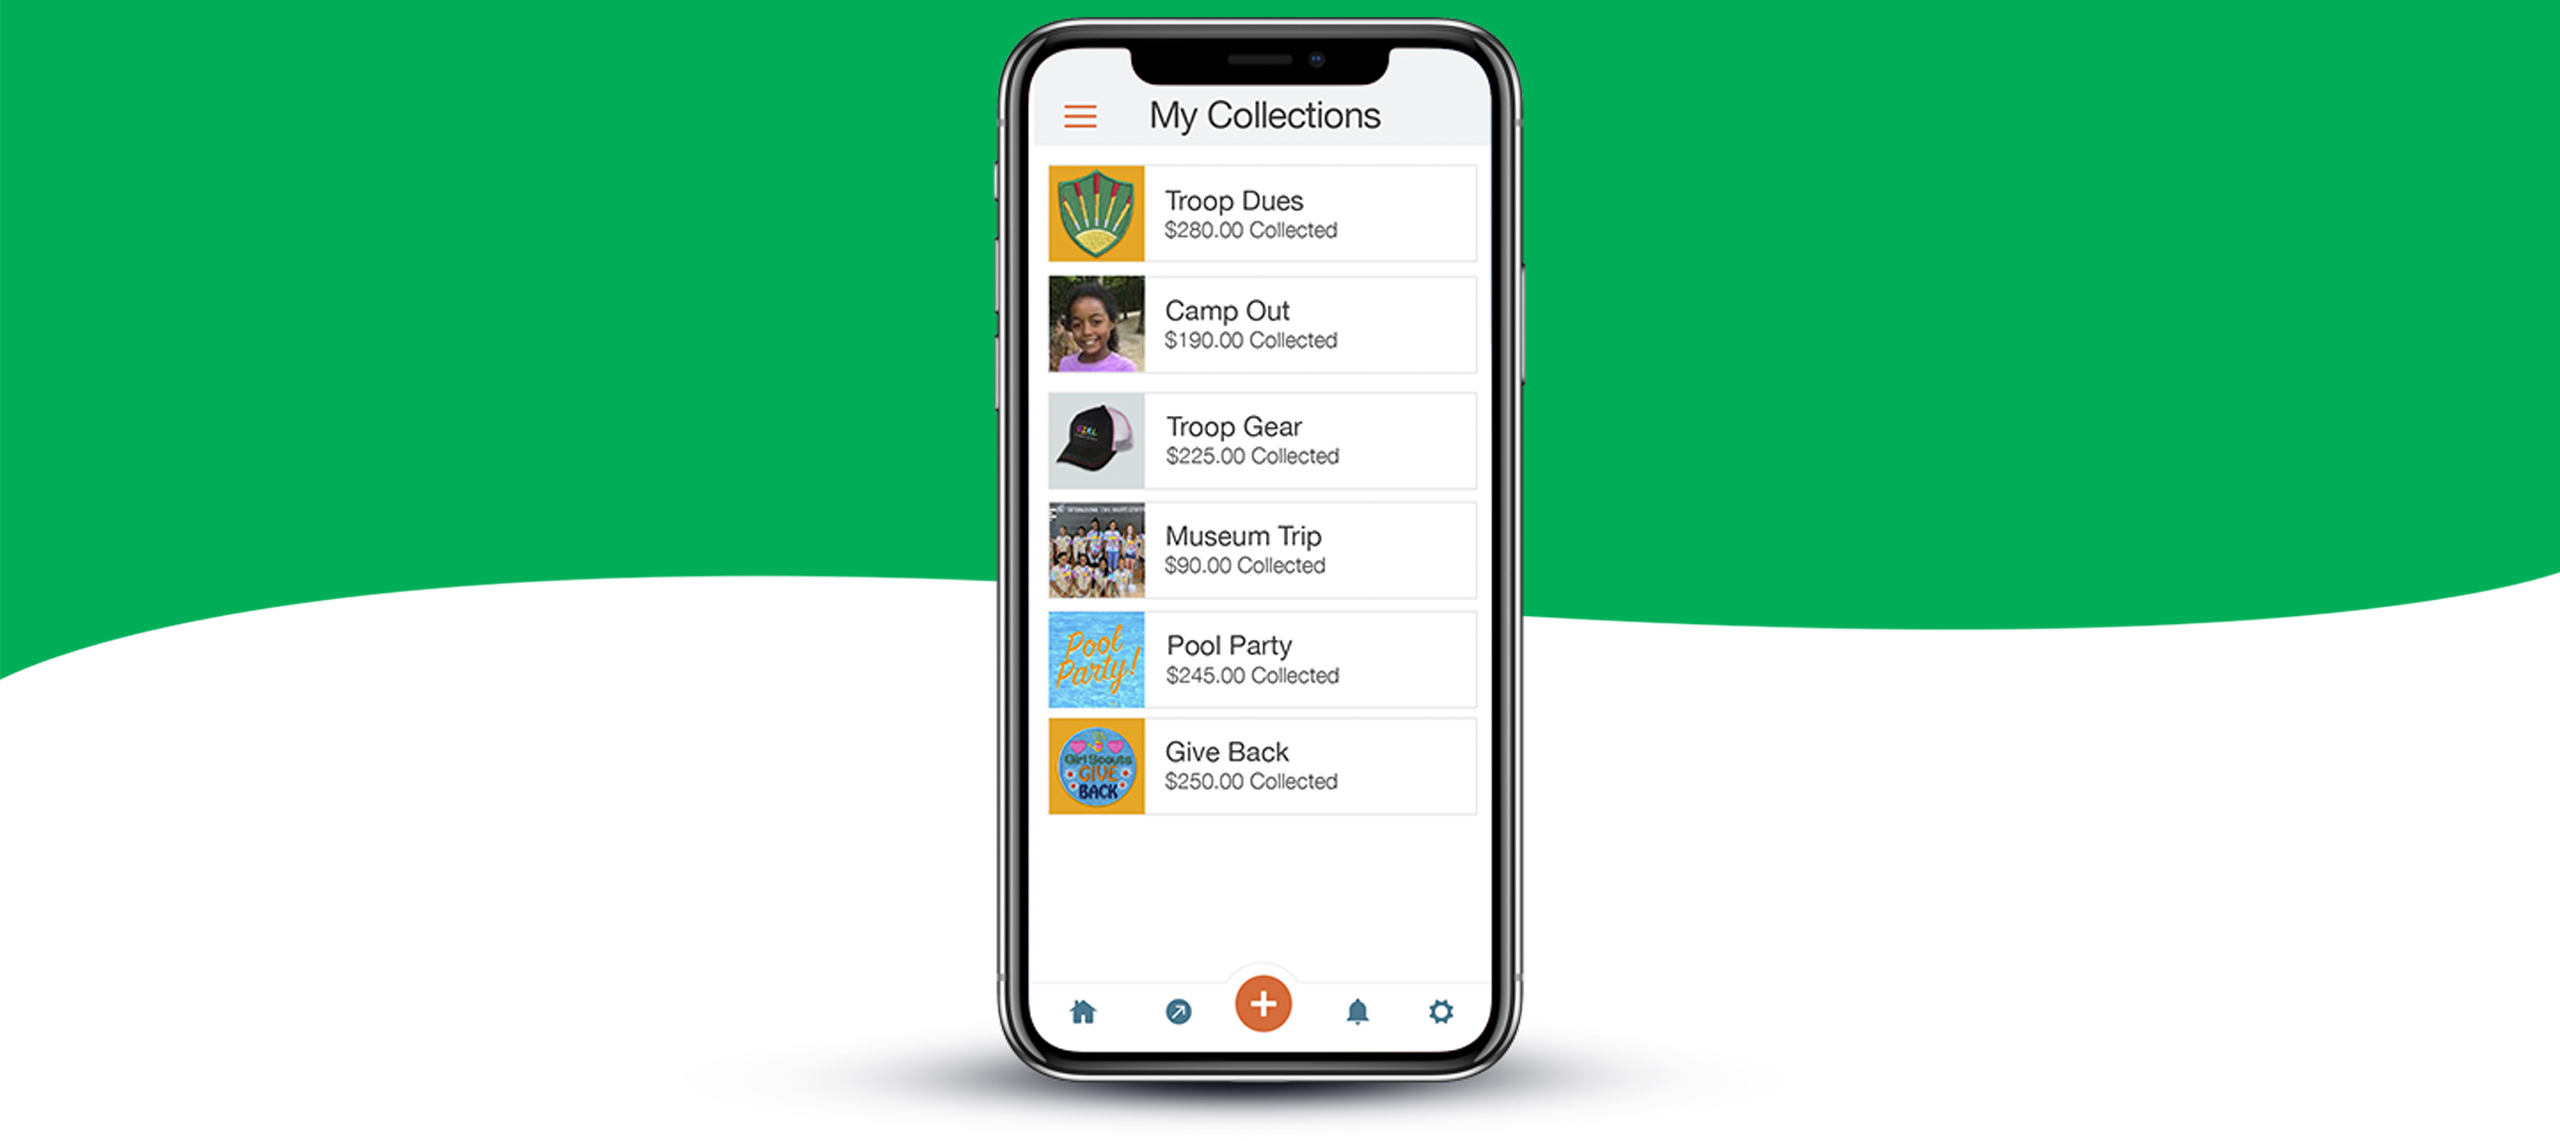 My Collections
Troop Dues
$280.00 Collected
Camp Out
$190.00 Collected
Troop Gear
$225.00 Collected
Museum Trip
$90.00 Collected
Pool
Party!
Pool Party
$245.00 Collected
Girl Scouts
GIVE
BACK
Give Back
$250.00 Collected